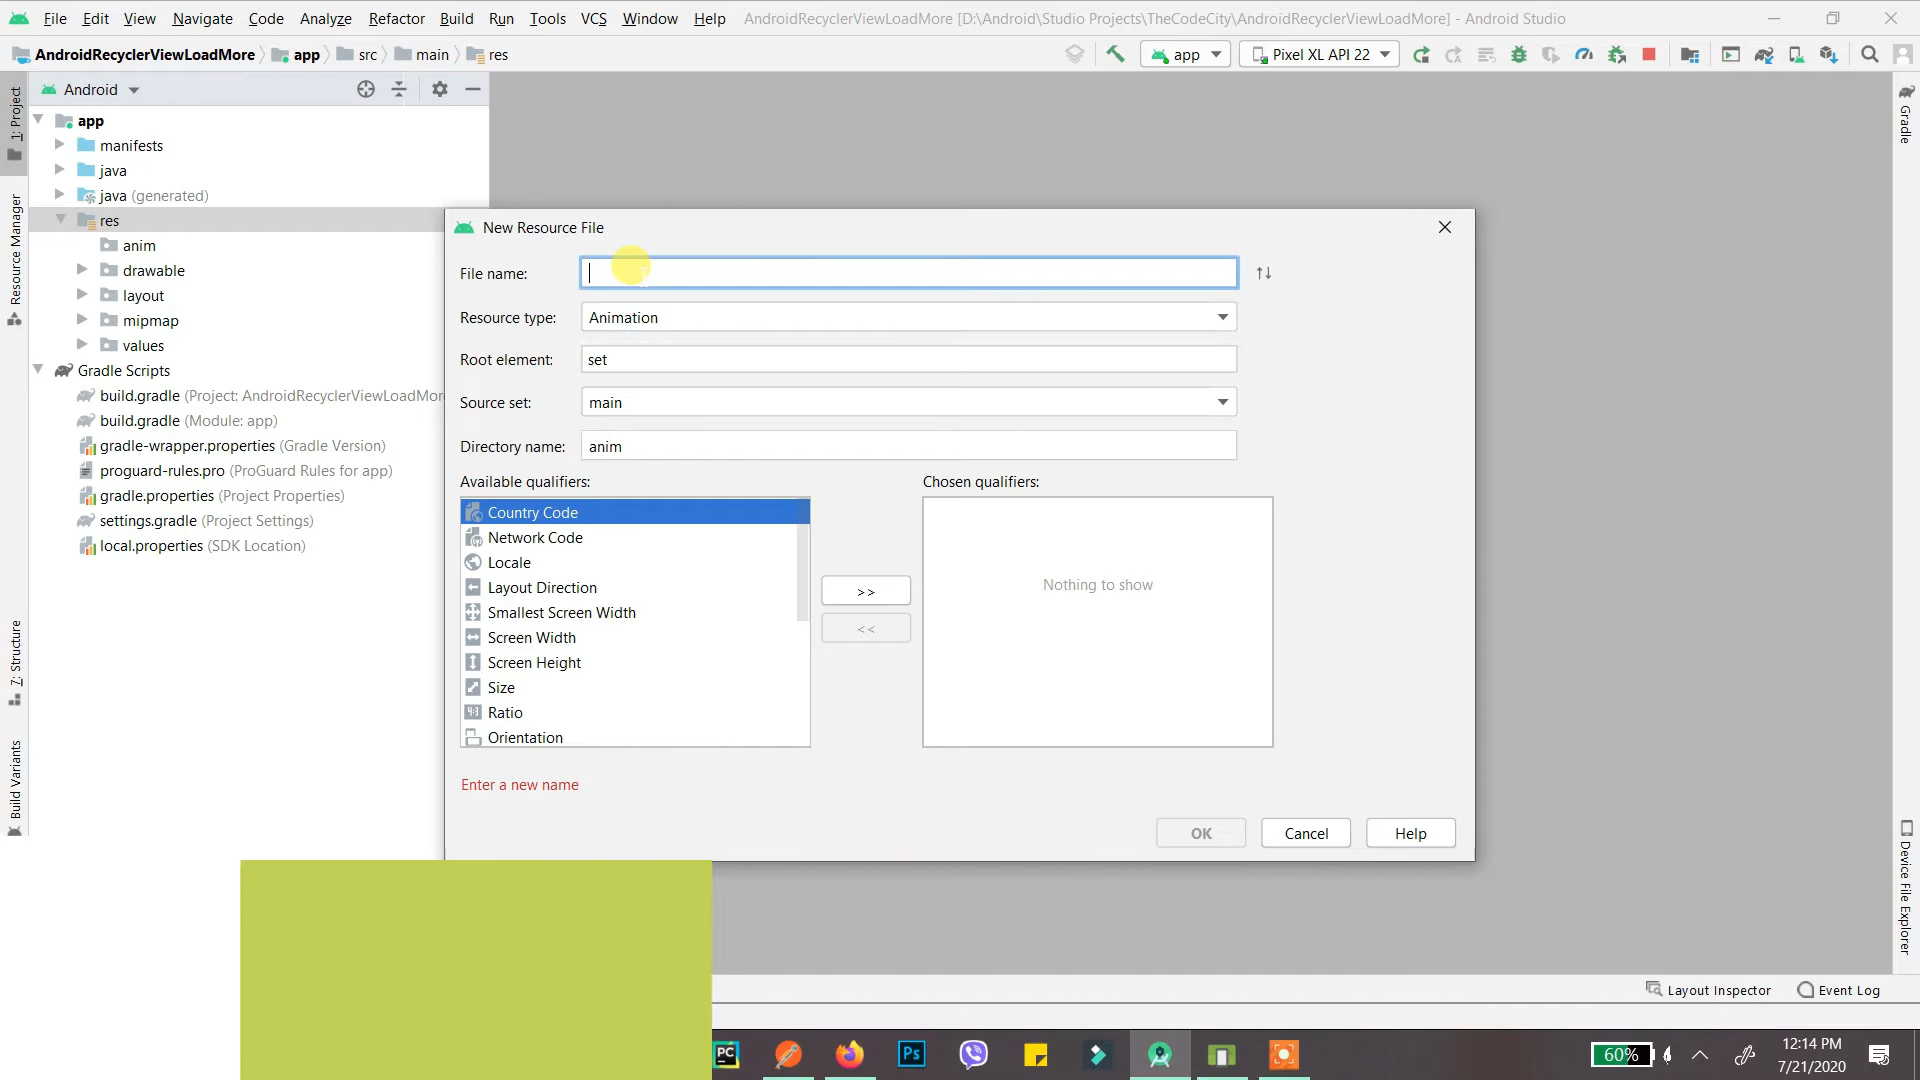 File Edit View Navigate Code Analyze Refactor Build Run Tools VCS Window Help AndroidRecyclerViewLoadMore [D:\Android\Studio Projects\TheCodeCity\AndroidRecyclerViewLoadMore] - Android Studio
AndroidRecyclerViewLoadMore app src main res app Pixel XL API 22
1: Project
Resource Manager
7: Structure
Build Variants
Android
app
manifests
java
java (generated)
res
anim
drawable
layout
mipmap
values
Gradle Scripts
build.gradle (Project: AndroidRecyclerViewLoadMor
build.gradle (Module: app)
gradle-wrapper.properties (Gradle Version)
proguard-rules.pro (ProGuard Rules for app)
gradle.properties (Project Properties)
settings.gradle (Project Settings)
local.properties (SDK Location)
New Resource File
File name:
Resource type: Animation
Root element: set
Source set: main
Directory name: anim
Available qualifiers: Chosen qualifiers:
Country Code
Network Code
Locale
Layout Direction
Smallest Screen Width
Screen Width
Screen Height
Size
Ratio
Orientation
>>
<<
Nothing to show
Enter a new name
OK Cancel Help
Gradle
Device File Explorer
Layout Inspector Event Log
PC
Ps
60%
12:14 PM
7/21/2020